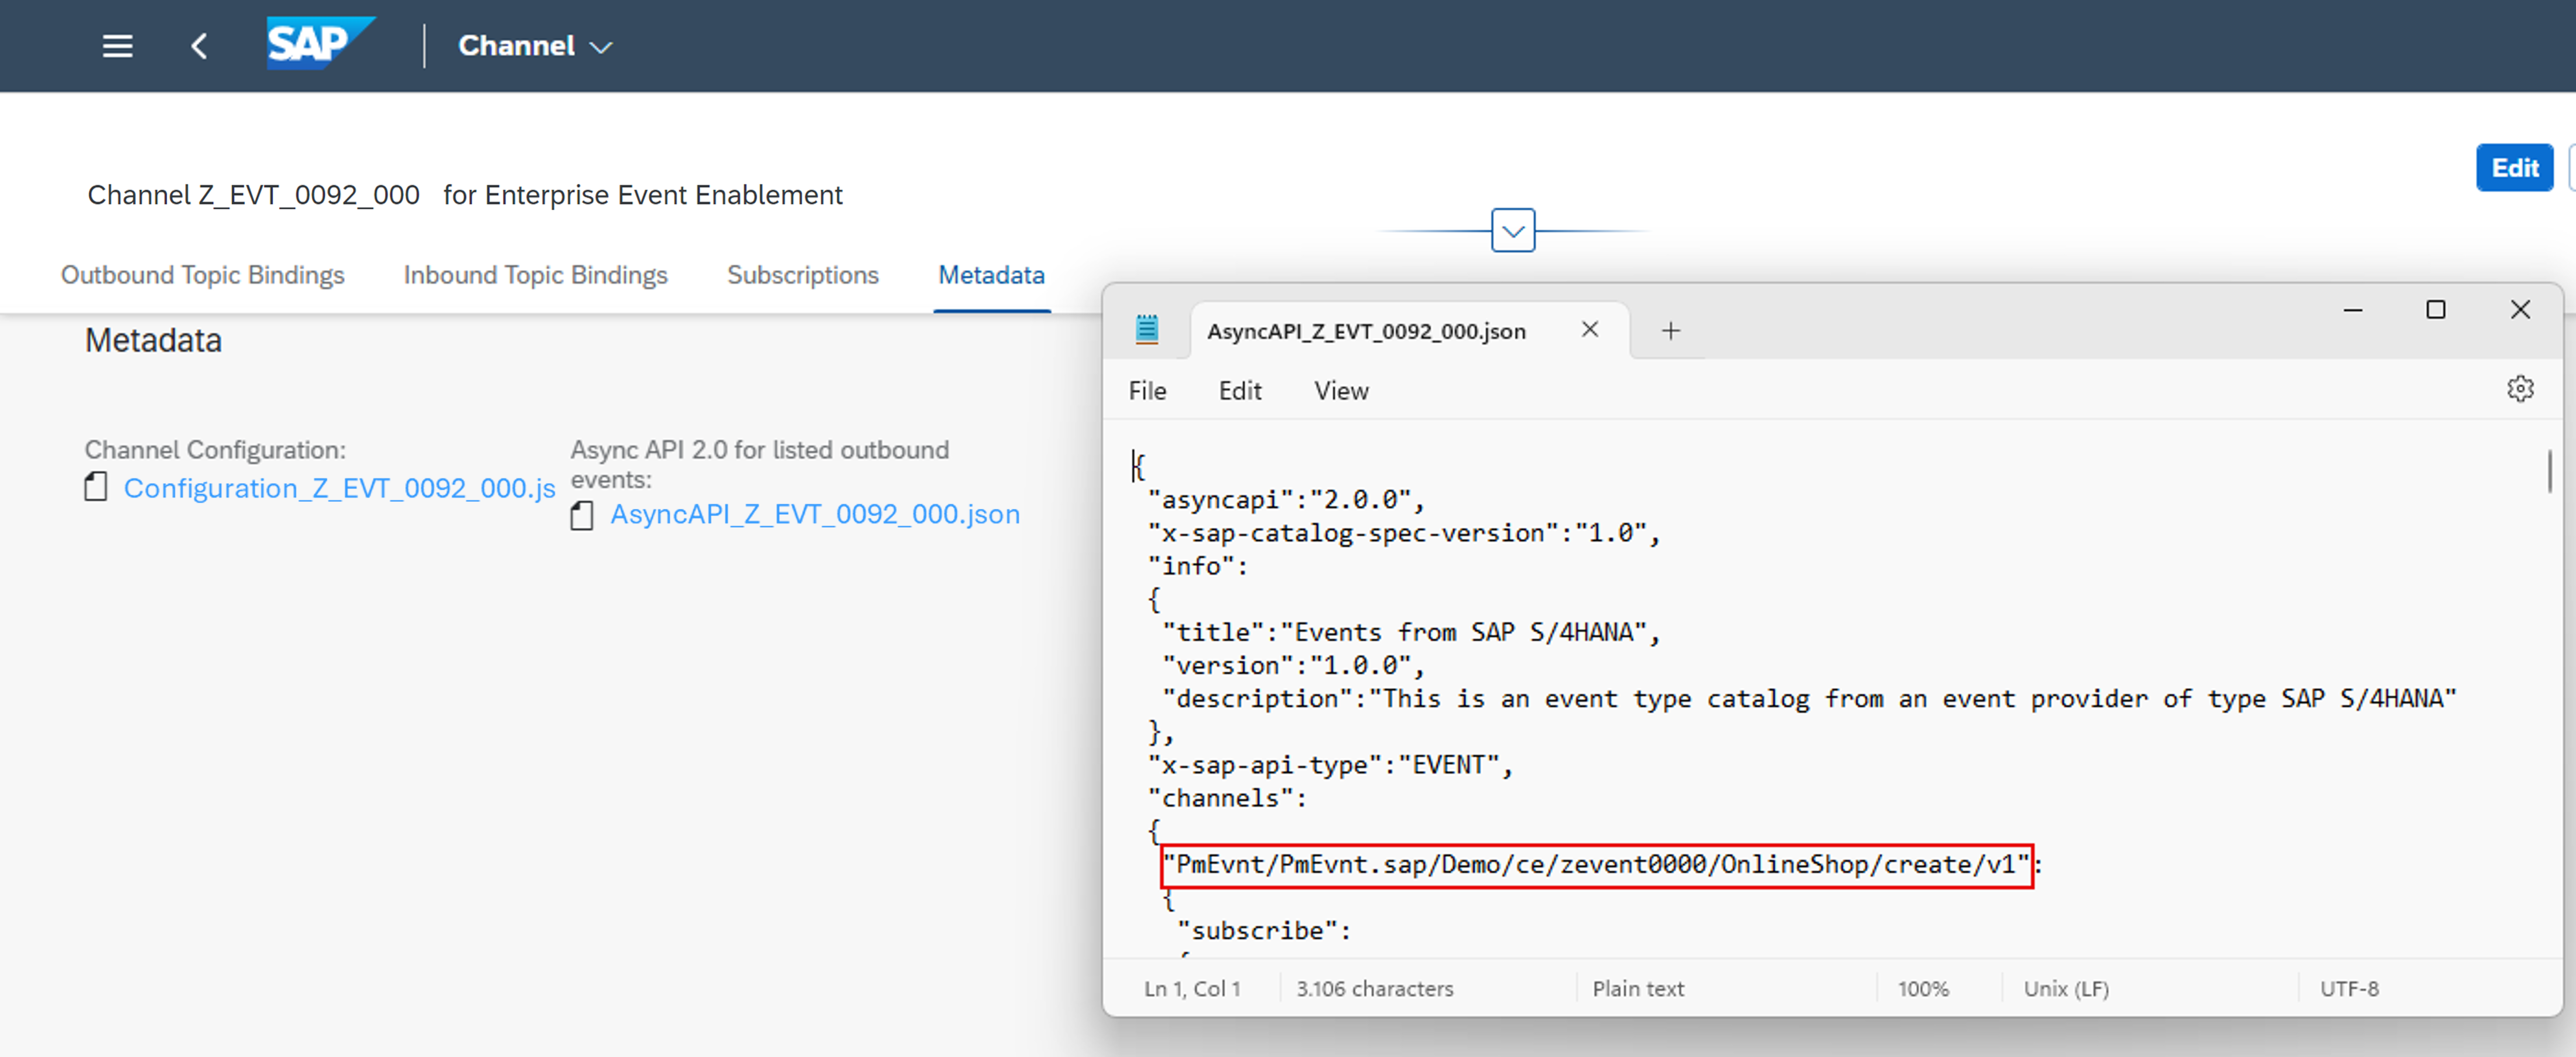 SAP Channel
Edit
Channel Z_EVT_0092_000 for Enterprise Event Enablement
Outbound Topic Bindings Inbound Topic Bindings Subscriptions Metadata
Metadata
Channel Configuration:
Configuration_Z_EVT_0092_000.js
Async API 2.0 for listed outbound
events:
AsyncAPI_Z_EVT_0092_000.json
AsyncAPI_Z_EVT_0092_000.json
File Edit View
{
"asyncapi":"2.0.0",
"x-sap-catalog-spec-version":"1.0",
"info":
{
"title":"Events from SAP S/4HANA",
"version":"1.0.0",
"description":"This is an event type catalog from an event provider of type SAP S/4HANA"
},
"x-sap-api-type":"EVENT",
"channels":
{
"PmEvnt/PmEvnt.sap/Demo/ce/zevent0000/OnlineShop/create/v1":
{
"subscribe":
{
Ln 1, Col 1 3.106 characters Plain text 100% Unix (LF) UTF-8